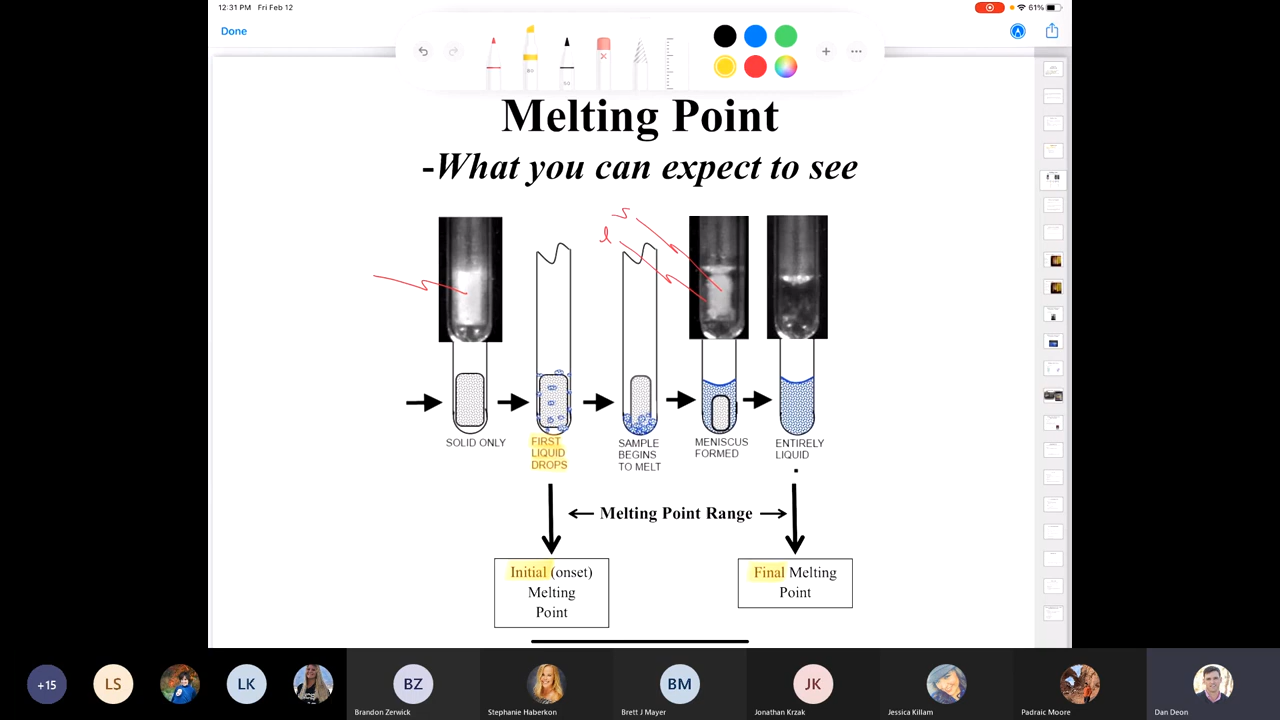 12:31 PM Fri Feb 12
61%
Done
80
50
Melting Point
-What you can expect to see
s
l
SOLID ONLY
FIRST
LIQUID
DROPS
SAMPLE
BEGINS
TO MELT
MENISCUS
FORMED
ENTIRELY
LIQUID
Melting Point Range
Initial (onset)
Melting
Point
Final Melting
Point
+15
LS
LK
BZ
BM
JK
Brandon Zerwick
Stephanie Haberkon
Brett J Mayer
Jonathan Krzak
Jessica Killam
Padraic Moore
Dan Deon